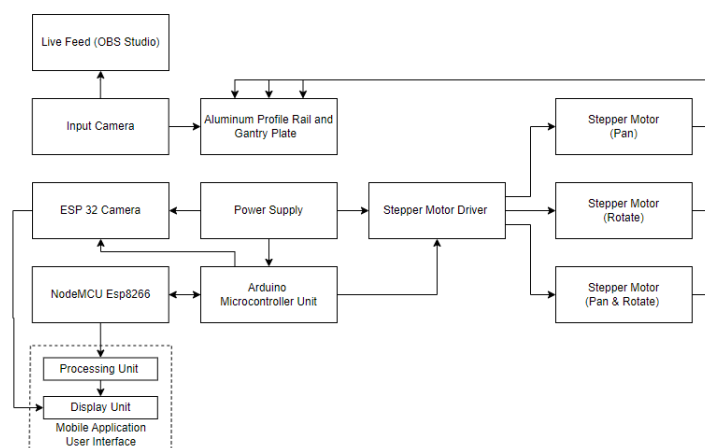 Live Feed (OBS Studio)
Input Camera
Aluminum Profile Rail and
Gantry Plate
Stepper Motor
(Pan)
ESP 32 Camera
Power Supply
Stepper Motor Driver
Stepper Motor
(Rotate)
NodeMCU Esp8266
Arduino
Microcontroller Unit
Stepper Motor
(Pan & Rotate)
Processing Unit
Display Unit
Mobile Application
User Interface